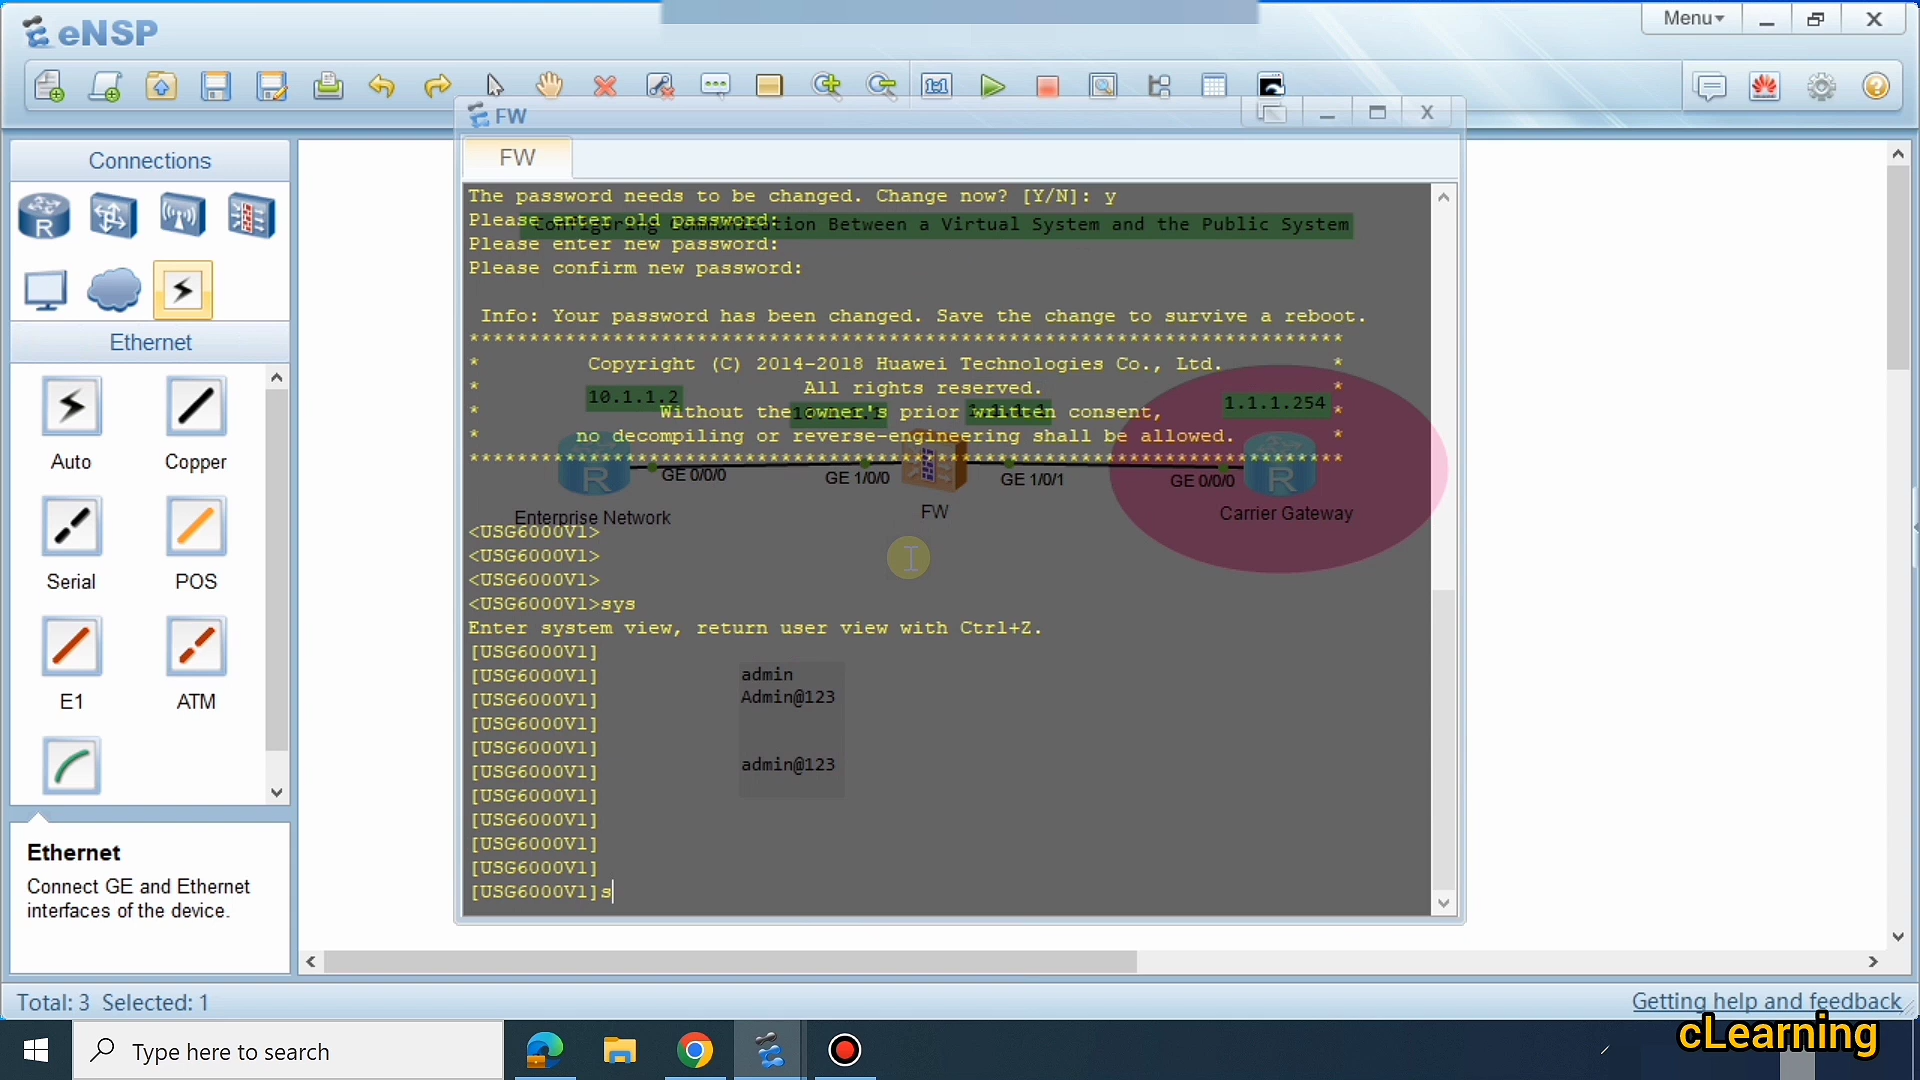 eNSP
Menu
FW
FW
Connections
Ethernet
Auto
Copper
Serial
POS
E1
ATM
Ethernet
Connect GE and Ethernet
interfaces of the device.
The password needs to be changed. Change now? [Y/N]: y
Please enter old password:
Configuring Communication Between a Virtual System and the Public System
Please enter new password:
Please confirm new password:
Info: Your password has been changed. Save the change to survive a reboot.
*************************************************************************
* Copyright (C) 2014-2018 Huawei Technologies Co., Ltd. *
* All rights reserved. *
10.1.1.2
1.1.1.254
* Without the owner's prior written consent, *
* no decompiling or reverse-engineering shall be allowed. *
*************************************************************************
GE 0/0/0
GE 1/0/0
GE 1/0/1
GE 0/0/0
Enterprise Network
FW
Carrier Gateway
<USG6000V1>
<USG6000V1>
<USG6000V1>
<USG6000V1>sys
Enter system view, return user view with Ctrl+Z.
[USG6000V1]
[USG6000V1]
[USG6000V1]
[USG6000V1]
[USG6000V1]
[USG6000V1]
[USG6000V1]
[USG6000V1]
[USG6000V1]
[USG6000V1]
[USG6000V1]s
admin
Admin@123
admin@123
Total: 3 Selected: 1
Getting help and feedback
cLearning
Type here to search